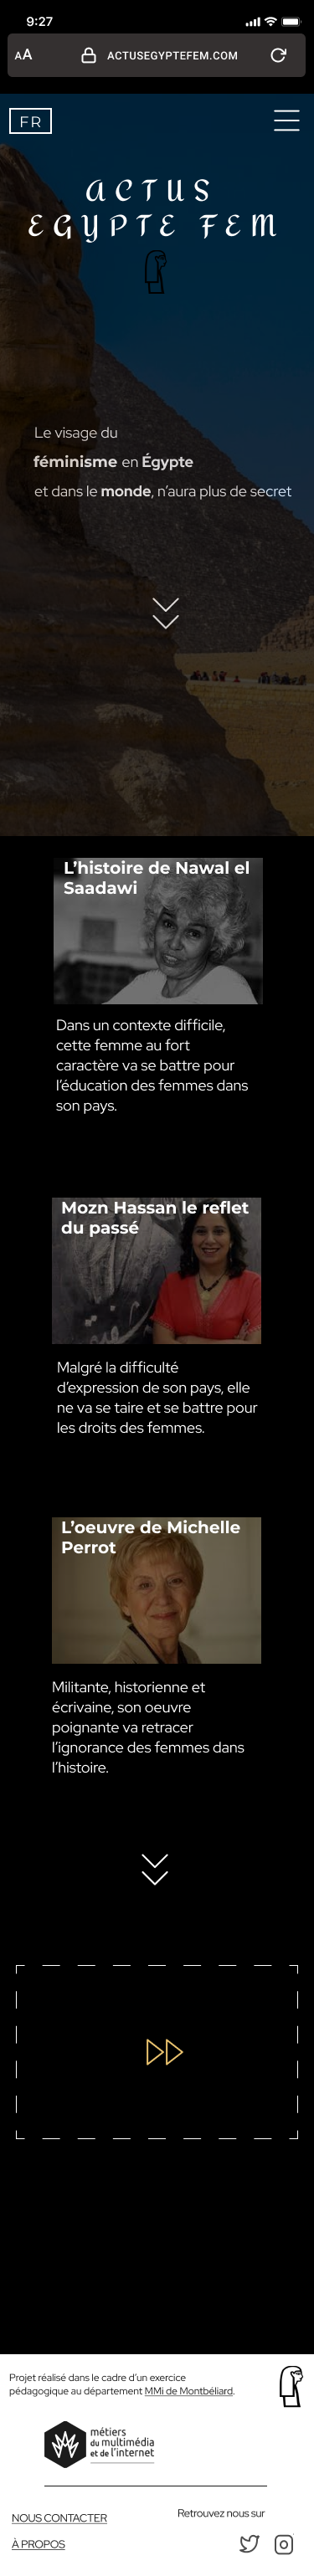 9:27
AA
ACTUSEGYPTEFEM.COM
FR
ACTUS
EGYPTE FEM
Le visage du
féminisme en Égypte
et dans le monde, n'aura plus de secret
L'histoire de Nawal el
Saadawi
Dans un contexte difficile,
cette femme au fort
caractère va se battre pour
l'éducation des femmes dans
son pays.
Mozn Hassan le reflet
du passé
Malgré la difficulté
d'expression de son pays, elle
ne va se taire et se battre pour
les droits des femmes.
L'oeuvre de Michelle
Perrot
Militante, historienne et
écrivaine, son oeuvre
poignante va retracer
l'ignorance des femmes dans
l'histoire.
Projet réalisé dans le cadre d'un exercice
pédagogique au département MMi de Montbéliard.
métiers
du multimédia
et de l'internet
NOUS CONTACTER
Retrouvez nous sur
À PROPOS